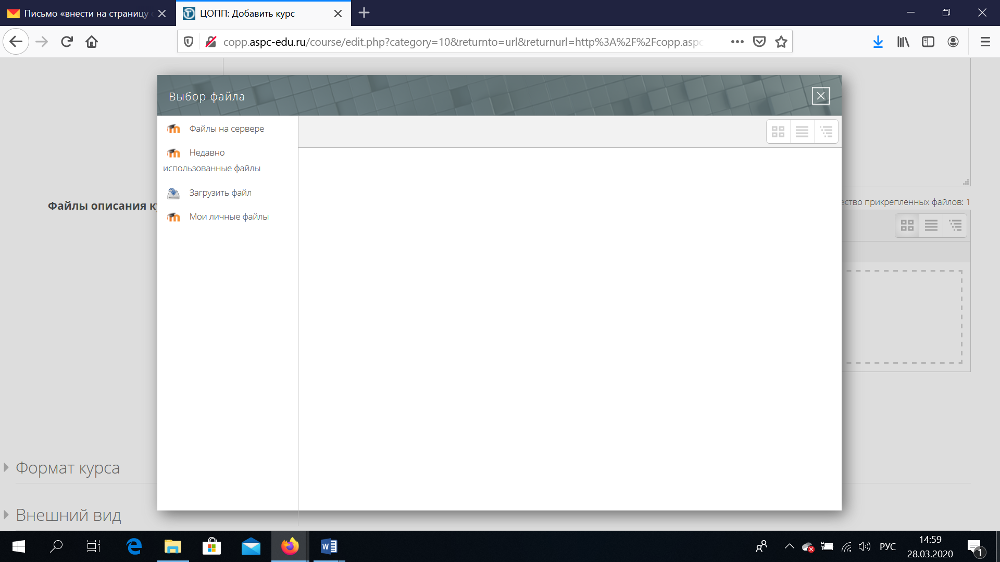 Письмо «внести на страницу
ЦОПП: Добавить курс
copp.aspc-edu.ru/course/edit.php?category=10&returnto=url&returnurl=http%3A%2F%2Fcopp.aspc
Выбор файла
Файлы на сервере
Недавно
использованные файлы
Загрузить файл
Мои личные файлы
Файлы описания
прикрепленных файлов: 1
Формат курса
Внешний вид
РУС
14:59
28.03.2020
1